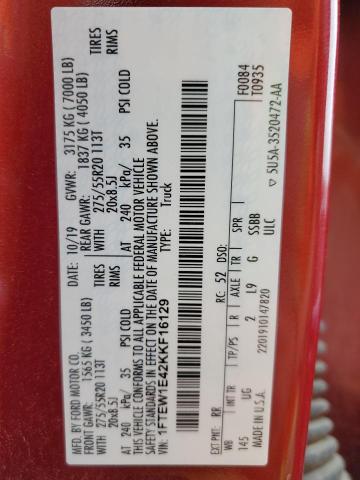 MFD. BY FORD MOTOR CO.
DATE: 10/19 GVWR: 3175 KG ( 7000 LB)
FRONT GAWR: 1565 KG ( 3450 LB) REAR GAWR: 1837 KG ( 4050 LB)
WITH 275/55R20 113T TIRES WITH 275/55R20 113T TIRES
20x8.5J RIMS 20x8.5J RIMS
AT 240 kPa/ 35 PSI COLD AT 240 kPa/ 35 PSI COLD
THIS VEHICLE CONFORMS TO ALL APPLICABLE FEDERAL MOTOR VEHICLE
SAFETY STANDARDS IN EFFECT ON THE DATE OF MANUFACTURE SHOWN ABOVE.
VIN: 1FTEW1E42KKF16129
TYPE: Truck
F0084
T0935
EXT PNT: RR RC: 52 DSO:
WB INT TR TP/PS R AXLE TR SPR
145 UG 2 L9 G SSBB
ULC
MADE IN U.S.A. 2201910147820
5U5A-3520472-AA